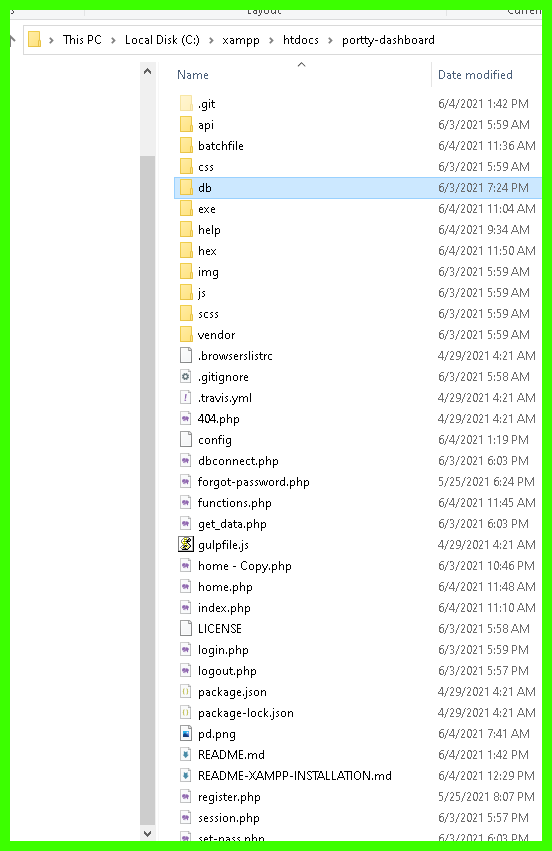 Layout
This PC > Local Disk (C:) > xampp > htdocs > portty-dashboard
Name Date modified
.git 6/4/2021 1:42 PM
api 6/3/2021 5:59 AM
batchfile 6/4/2021 11:36 AM
css 6/3/2021 5:59 AM
db 6/3/2021 7:24 PM
exe 6/4/2021 11:04 AM
help 6/4/2021 9:34 AM
hex 6/4/2021 11:50 AM
img 6/3/2021 5:59 AM
js 6/3/2021 5:59 AM
scss 6/3/2021 5:59 AM
vendor 6/3/2021 5:59 AM
.browserslistrc 4/29/2021 4:21 AM
.gitignore 6/3/2021 5:58 AM
.travis.yml 4/29/2021 4:21 AM
404.php 4/29/2021 4:21 AM
config 6/4/2021 1:19 PM
dbconnect.php 6/3/2021 6:03 PM
forgot-password.php 5/25/2021 6:24 PM
functions.php 6/4/2021 11:45 AM
get_data.php 6/3/2021 6:03 PM
gulpfile.js 4/29/2021 4:21 AM
home - Copy.php 6/3/2021 10:46 PM
home.php 6/4/2021 11:48 AM
index.php 6/4/2021 11:10 AM
LICENSE 6/3/2021 5:58 AM
login.php 6/3/2021 5:59 PM
logout.php 6/3/2021 5:57 PM
package.json 4/29/2021 4:21 AM
package-lock.json 4/29/2021 4:21 AM
pd.png 6/4/2021 7:41 AM
README.md 6/4/2021 1:42 PM
README-XAMPP-INSTALLATION.md 6/4/2021 12:29 PM
register.php 5/25/2021 8:07 PM
session.php 6/3/2021 5:57 PM
set-pass.php 6/3/2021 6:03 PM